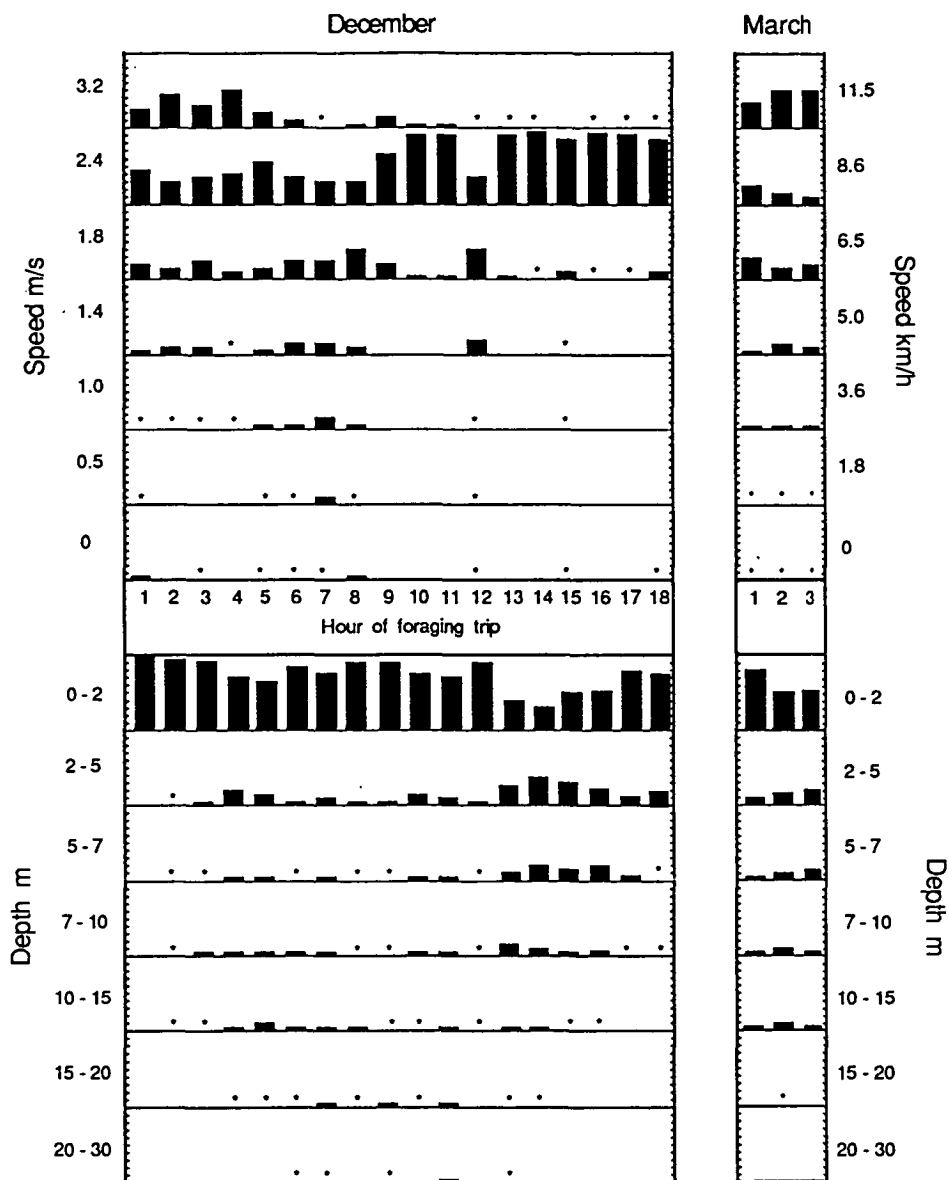 December March
3.2 11.5
2.4 8.6
1.8 6.5
1.4 5.0
1.0 3.6
0.5 1.8
0 0
Speed m/s
Speed km/h
1 2 3 4 5 6 7 8 9 10 11 12 13 14 15 16 17 18 1 2 3
Hour of foraging trip
0 - 2 0 - 2
2 - 5 2 - 5
5 - 7 5 - 7
7 - 10 7 - 10
10 - 15 10 - 15
15 - 20 15 - 20
20 - 30 20 - 30
Depth m
Depth m